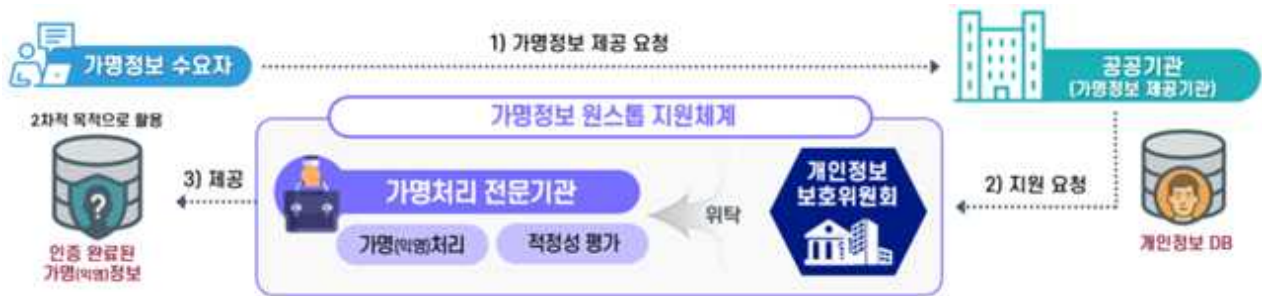 1) 가명정보 제공 요청
가명정보 수요자
공공기관
(가명정보 제공기관)
2차적 목적으로 활용
가명정보 원스톱 지원체계
3) 제공
가명처리 전문기관
가명(익명)처리
적정성 평가
위탁
개인정보
보호위원회
2) 지원 요청
인증 완료된
가명(익명)정보
개인정보 DB